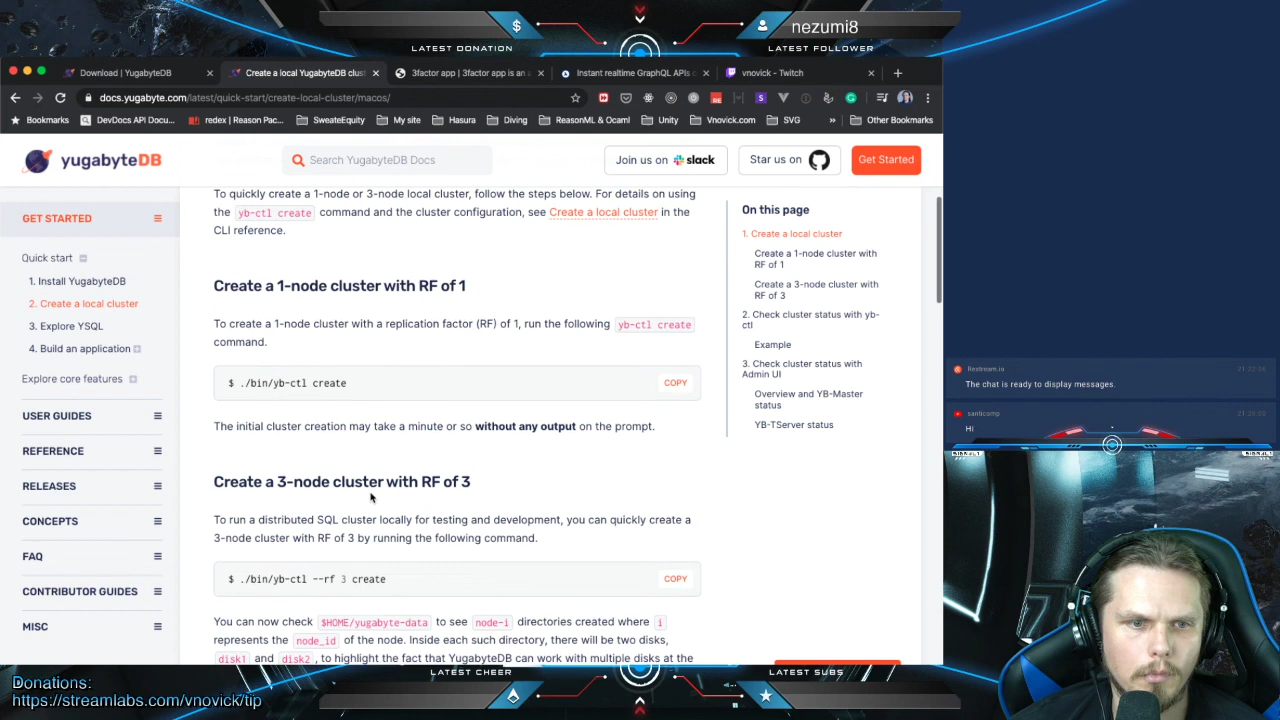 $
LATEST DONATION
nezumi8
LATEST FOLLOWER
Download | YugabyteDB
Create a local YugabyteDB clus
3factor app | 3factor app is an a
Instant realtime GraphQL APIs c
vnovick - Twitch
docs.yugabyte.com/latest/quick-start/create-local-cluster/macos/
Bookmarks
DevDocs API Docu...
redex | Reason Pac...
SweateEquity
My site
Hasura
Diving
ReasonML & Ocaml
Unity
Vnovick.com
SVG
»
Other Bookmarks
yugabyteDB
Search YugabyteDB Docs
Join us on slack
Star us on
Get Started
GET STARTED
Quick start
1. Install YugabyteDB
2. Create a local cluster
3. Explore YSQL
4. Build an application
Explore core features
USER GUIDES
REFERENCE
RELEASES
CONCEPTS
FAQ
CONTRIBUTOR GUIDES
MISC
To quickly create a 1-node or 3-node local cluster, follow the steps below. For details on using
the yb-ctl create command and the cluster configuration, see Create a local cluster in the
CLI reference.
Create a 1-node cluster with RF of 1
To create a 1-node cluster with a replication factor (RF) of 1, run the following yb-ctl create
command.
$ ./bin/yb-ctl create
COPY
The initial cluster creation may take a minute or so without any output on the prompt.
Create a 3-node cluster with RF of 3
To run a distributed SQL cluster locally for testing and development, you can quickly create a
3-node cluster with RF of 3 by running the following command.
$ ./bin/yb-ctl --rf 3 create
COPY
You can now check $HOME/yugabyte-data to see node-i directories created where i
represents the node_id of the node. Inside each such directory, there will be two disks,
disk1 and disk2, to highlight the fact that YugabyteDB can work with multiple disks at the
On this page
1. Create a local cluster
Create a 1-node cluster with
RF of 1
Create a 3-node cluster with
RF of 3
2. Check cluster status with yb-
ctl
Example
3. Check cluster status with
Admin UI
Overview and YB-Master
status
YB-TServer status
Restream.io
The chat is ready to display messages.
santicomp
Hi
LATEST CHEER
LATEST SUBS
Donations:
https://streamlabs.com/vnovick/tip